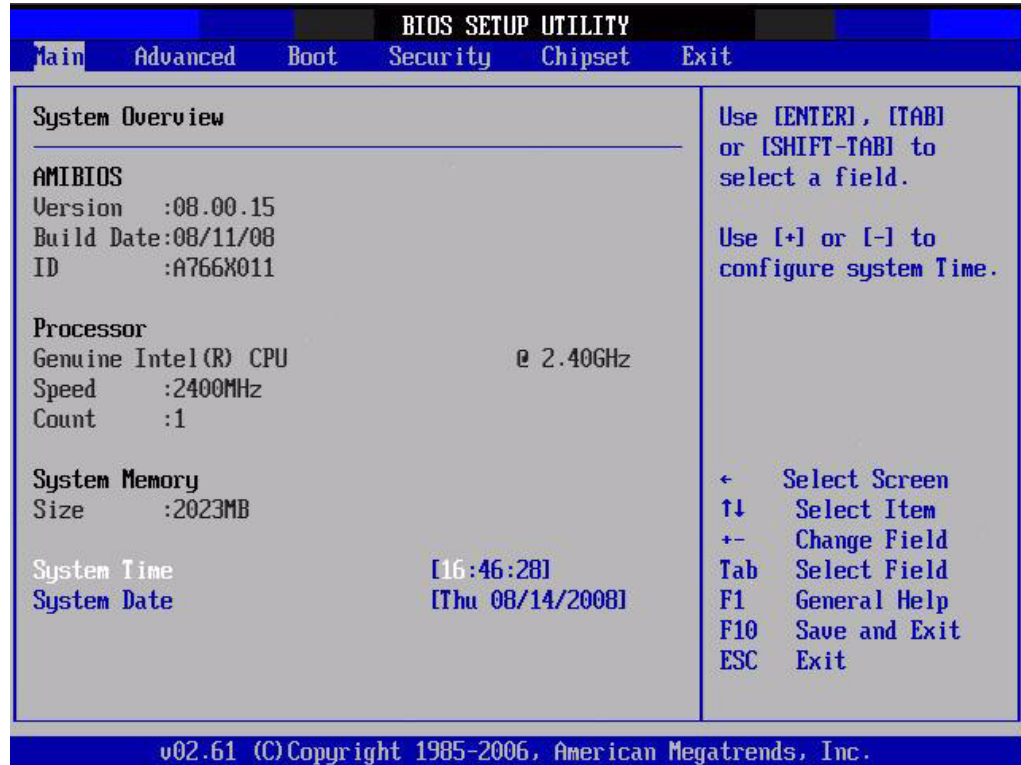 BIOS SETUP UTILITY
Main Advanced Boot Security Chipset Exit
System Overview
AMIBIOS
Version :08.00.15
Build Date:08/11/08
ID :A766X011
Processor
Genuine Intel(R) CPU @ 2.40GHz
Speed :2400MHz
Count :1
System Memory
Size :2023MB
System Time [16:46:28]
System Date [Thu 08/14/2008]
Use [ENTER], [TAB]
or [SHIFT-TAB] to
select a field.
Use [+] or [-] to
configure system Time.
← Select Screen
↑↓ Select Item
+- Change Field
Tab Select Field
F1 General Help
F10 Save and Exit
ESC Exit
v02.61 (C)Copyright 1985-2006, American Megatrends, Inc.